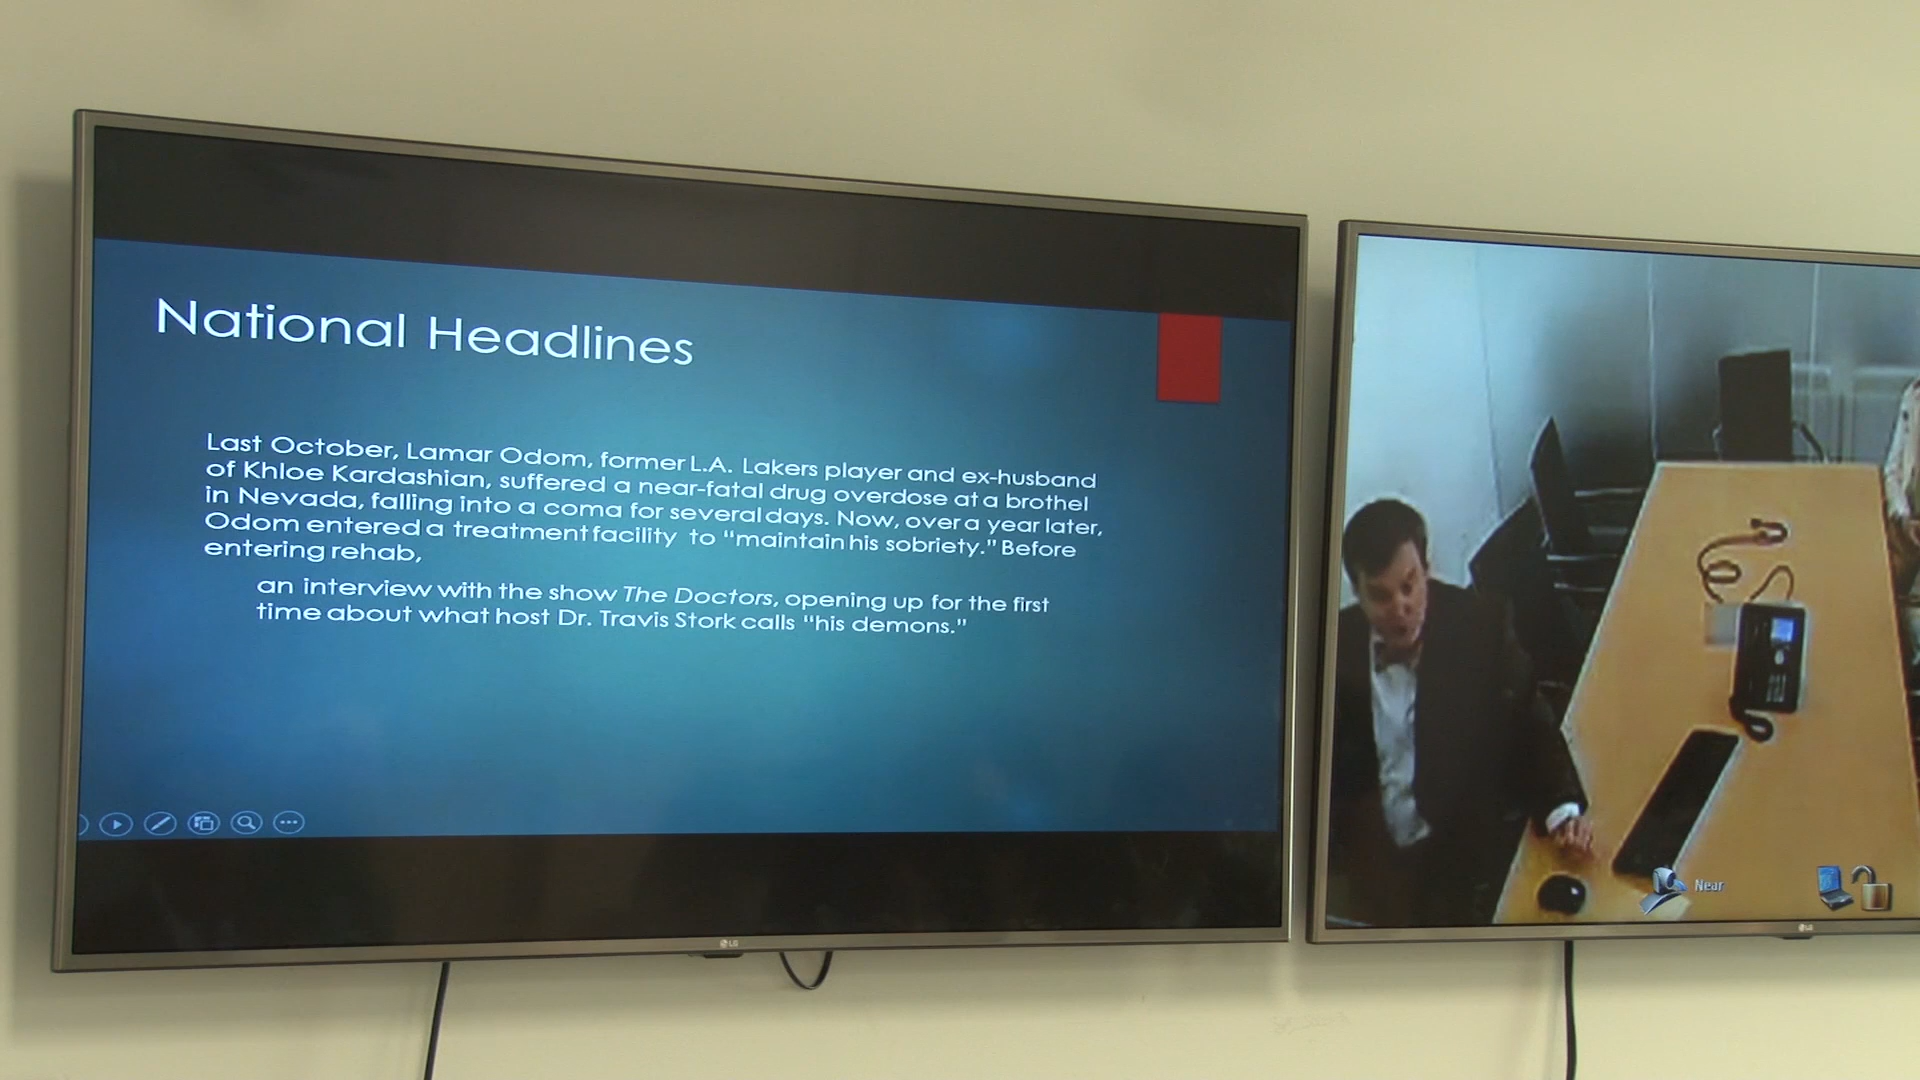 National Headlines
Last October, Lamar Odom, former L.A. Lakers player and ex-husband
of Khloe Kardashian, suffered a near-fatal drug overdose at a brothel
in Nevada, falling into a coma for several days. Now, over a year later,
Odom entered a treatment facility to “maintain his sobriety.” Before
entering rehab,
an interview with the show The Doctors, opening up for the first
time about what host Dr. Travis Stork calls “his demons.”
LG
Near
LG